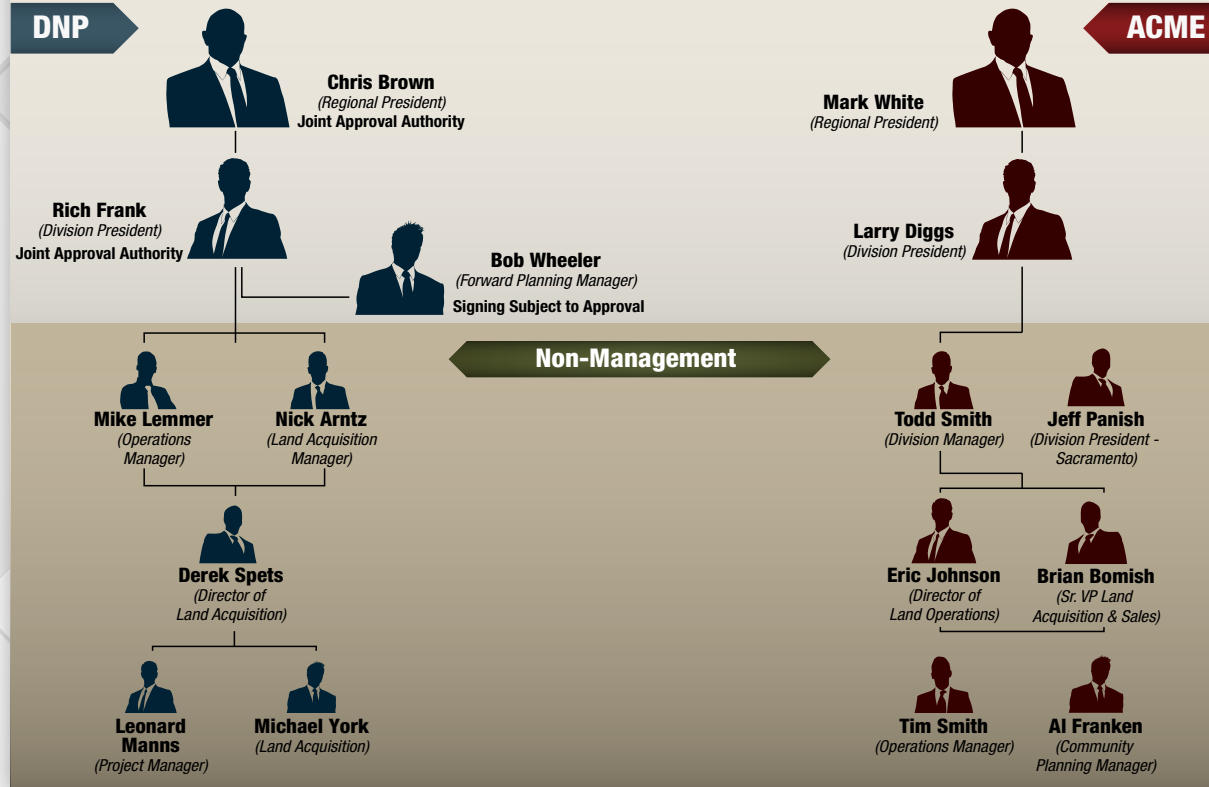 DNP
ACME
Chris Brown
(Regional President)
Joint Approval Authority
Mark White
(Regional President)
Rich Frank
(Division President)
Joint Approval Authority
Bob Wheeler
(Forward Planning Manager)
Signing Subject to Approval
Larry Diggs
(Division President)
Non-Management
Mike Lemmer
(Operations
Manager)
Nick Arntz
(Land Acquisition
Manager)
Todd Smith
(Division Manager)
Jeff Panish
(Division President -
Sacramento)
Derek Spets
(Director of
Land Acquisition)
Eric Johnson
(Director of
Land Operations)
Brian Bomish
(Sr. VP Land
Acquisition & Sales)
Leonard
Manns
(Project Manager)
Michael York
(Land Acquisition)
Tim Smith
(Operations Manager)
Al Franken
(Community
Planning Manager)